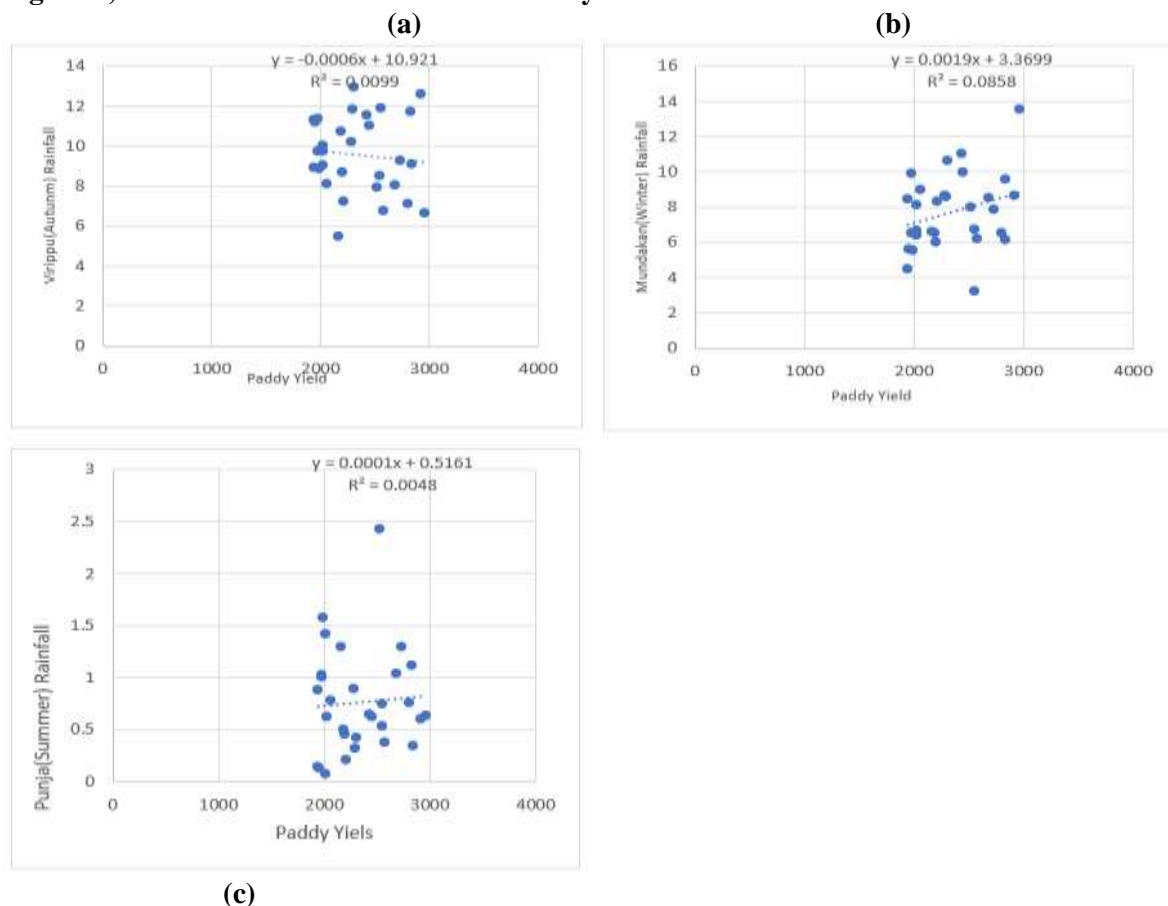 (a)
(b)
y = -0.0006x + 10.921
R² = 0.0099
14
12
10
8
6
4
2
0
Virippu(Autunm) Rainfall
0 1000 2000 3000 4000
Paddy Yield
y = 0.0019x + 3.3699
R² = 0.0858
16
14
12
10
8
6
4
2
0
Mundakan(Winter) Rainfall
0 1000 2000 3000 4000
Paddy Yield
y = 0.0001x + 0.5161
R² = 0.0048
3
2.5
2
1.5
1
0.5
0
Punja(Summer) Rainfall
0 1000 2000 3000 4000
Paddy Yiels
(c)